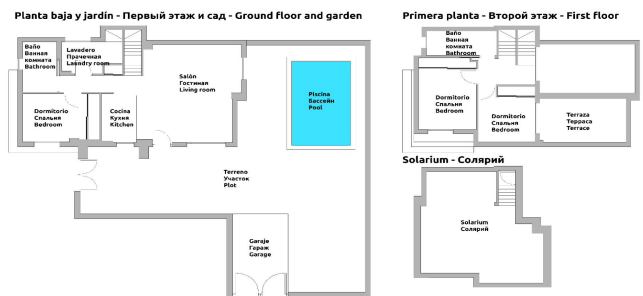 Planta baja y jardín - Первый этаж и сад - Ground floor and garden
Baño
Ванная
комната
Bathroom
Lavadero
Прачечная
Laundry room
Salón
Гостиная
Living room
Piscina
Бассейн
Pool
Dormitorio
Спальня
Bedroom
Cocina
Кухня
Kitchen
Terreno
Участок
Plot
Garaje
Гараж
Garage
Primera planta - Второй этаж - First floor
Baño
Ванная
комната
Bathroom
Dormitorio
Спальня
Bedroom
Dormitorio
Спальня
Bedroom
Terraza
Терраса
Terrace
Solarium - Солярий
Solarium
Солярий